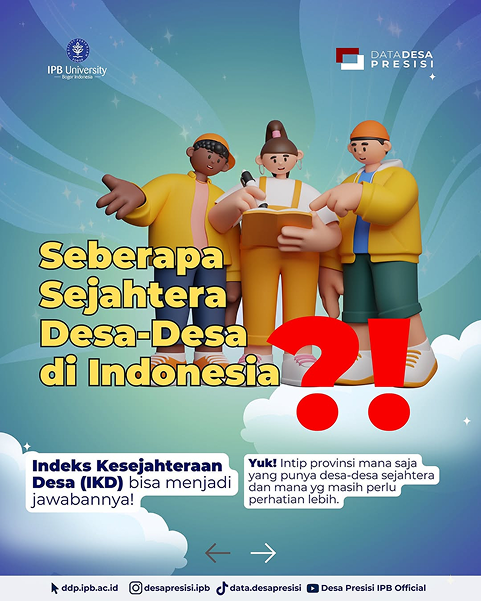 IPB University
Bogor Indonesia
DATA DESA
PRESISI
Seberapa
Sejahtera
Desa-Desa
di Indonesia
?!
Indeks Kesejahteraan
Desa (IKD) bisa menjadi
jawabannya!
Yuk! Intip provinsi mana saja
yang punya desa-desa sejahtera
dan mana yg masih perlu
perhatian lebih.
ddp.ipb.ac.id desapresisi.ipb data.desapresisi Desa Presisi IPB Official